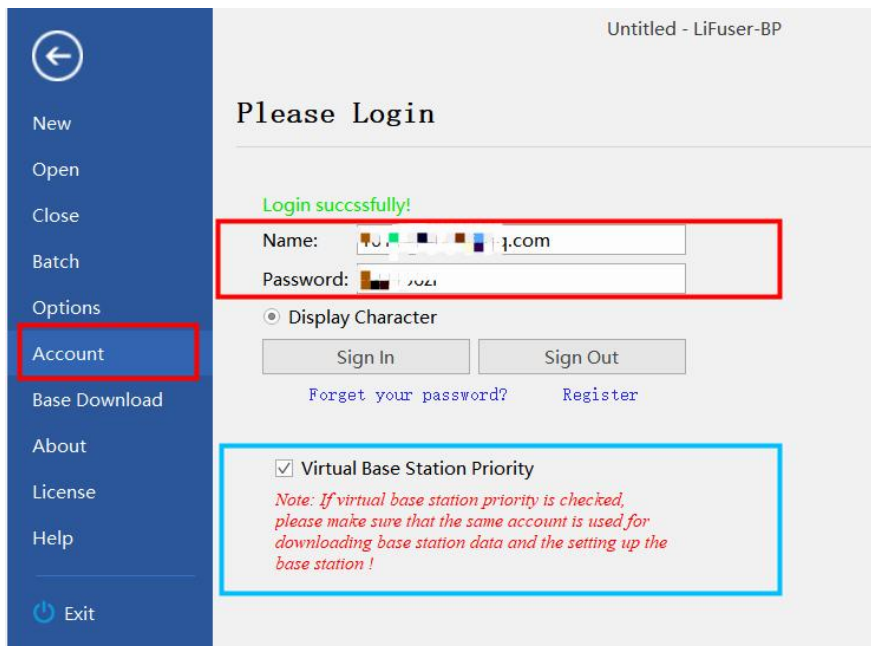 Untitled - LiFuser-BP
New
Open
Close
Batch
Options
Account
Base Download
About
License
Help
Exit
Please Login
Login succssfully!
Name:
Password:
Display Character
Sign In
Sign Out
Forget your password?
Register
Virtual Base Station Priority
Note: If virtual base station priority is checked,
please make sure that the same account is used for
downloading base station data and the setting up the
base station !